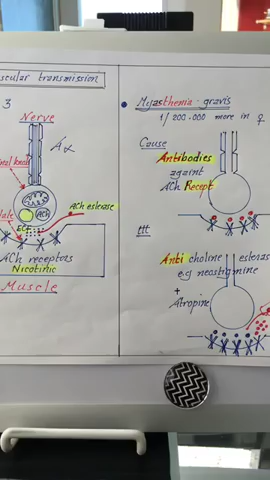 scular transmission
3
Nerve
Aα
ACh
ACh esterase
ECF
ACh receptors
Nicotinic
Muscle
Myasthenia gravis
1/200.000 more in ♀
Cause
Antibodies
against
ACh Recept
ttt
Anti choline esterase
e.g neostigmine
+
Atropine